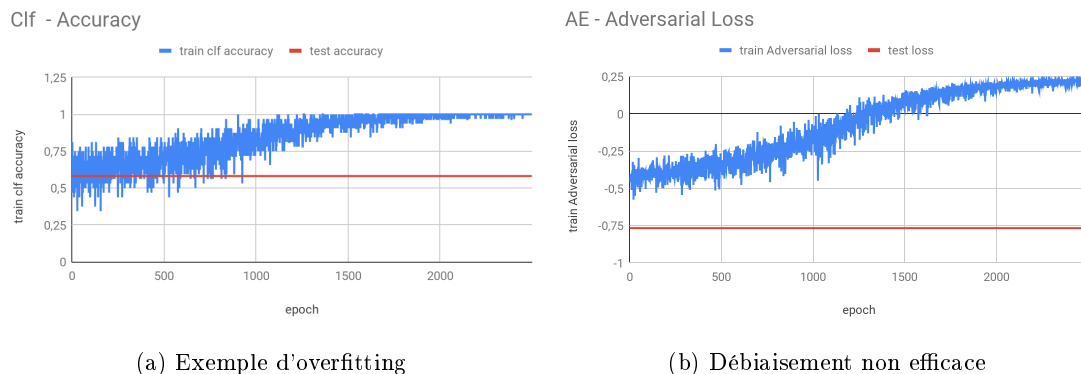 Clf - Accuracy
train clf accuracy
test accuracy
1,25
1
0,75
0,5
0,25
0
train clf accuracy
0
500
1000
1500
2000
epoch
(a) Exemple d'overfitting
AE - Adversarial Loss
train Adversarial loss
test loss
0,25
0
-0,25
-0,5
-0,75
-1
train Adversarial loss
0
500
1000
1500
2000
epoch
(b) Débiaisement non efficace